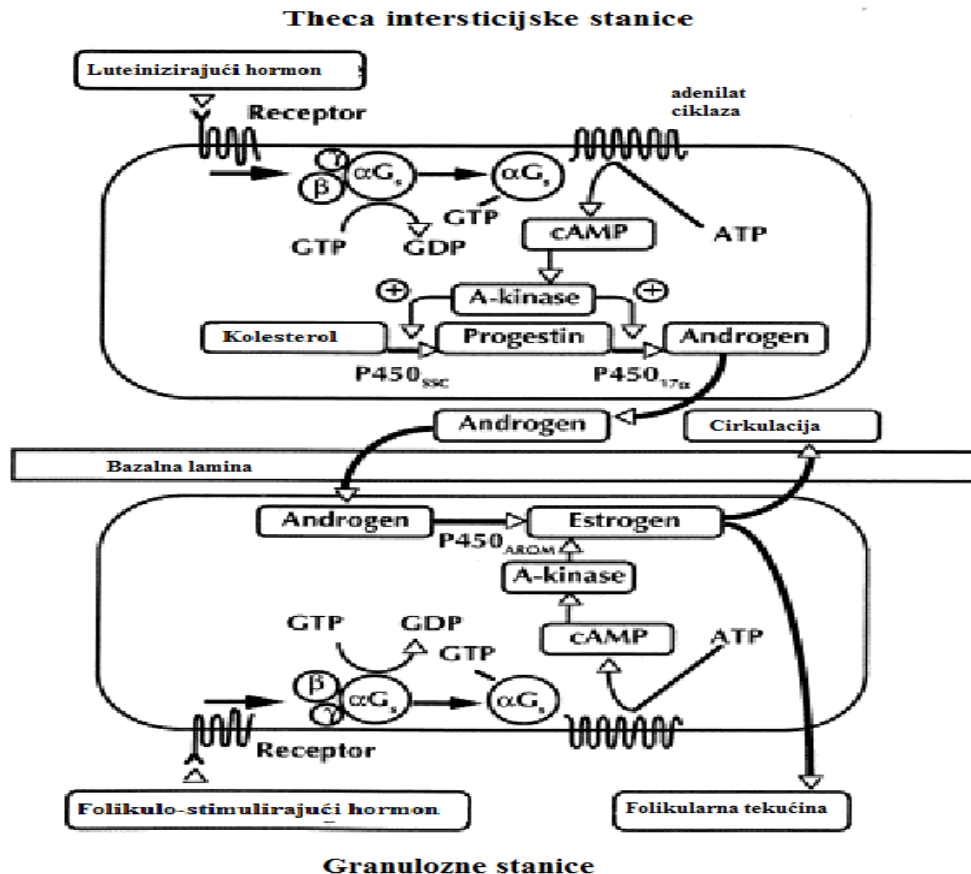 Theca intersticijske stanice
Luteinizirajući hormon
Receptor
adenilat
ciklaza
γ
β
αGs
αGs
GTP
GDP
GTP
cAMP
ATP
+
A-kinase
+
Kolesterol
Progestin
Androgen
P450SSC
P45017α
Androgen
Cirkulacija
Bazalna lamina
Androgen
Estrogen
P450AROM
A-kinase
GTP
GDP
GTP
cAMP
ATP
β
γ
αGs
αGs
Receptor
Folikulo-stimulirajući hormon
Folikularna tekućina
Granulozne stanice